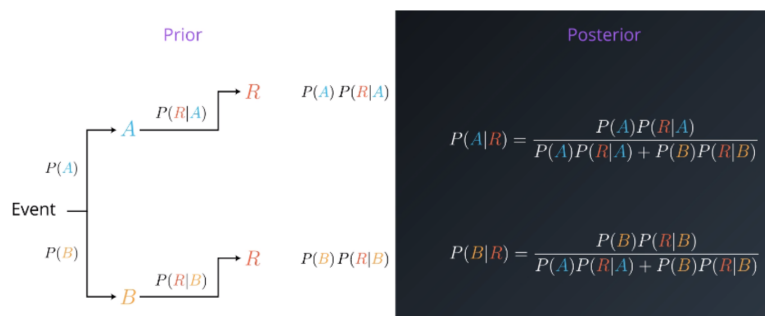 Prior
P(R|A)
R
P(A) P(R|A)
A
P(A)
Event
P(B)
R
P(B) P(R|B)
P(R|B)
B
Posterior
P(A|R) = P(A)P(R|A) / P(A)P(R|A) + P(B)P(R|B)
P(B|R) = P(B)P(R|B) / P(A)P(R|A) + P(B)P(R|B)